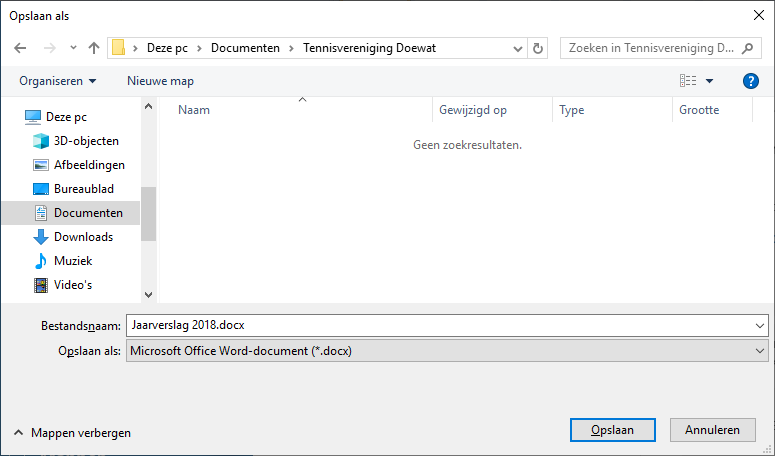 Opslaan als
Deze pc > Documenten > Tennisvereniging Doewat
Zoeken in Tennisvereniging D...
Organiseren
Nieuwe map
?
Naam
Gewijzigd op
Type
Grootte
Geen zoekresultaten.
Deze pc
3D-objecten
Afbeeldingen
Bureaublad
Documenten
Downloads
Muziek
Video's
Bestandsnaam: Jaarverslag 2018.docx
Opslaan als: Microsoft Office Word-document (*.docx)
Mappen verbergen
Opslaan
Annuleren